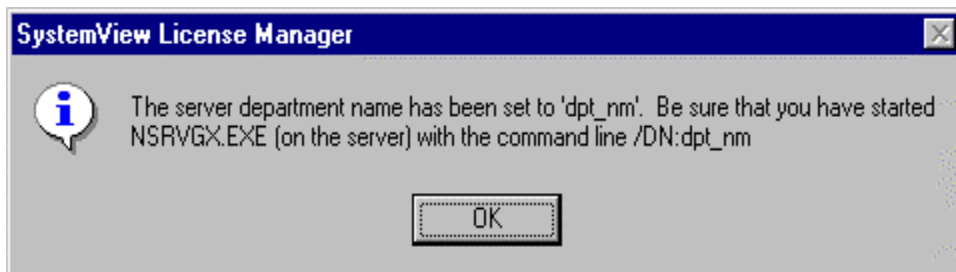 SystemView License Manager
The server department name has been set to 'dpt_nm'. Be sure that you have started
NSRVGX.EXE (on the server) with the command line /DN:dpt_nm
OK